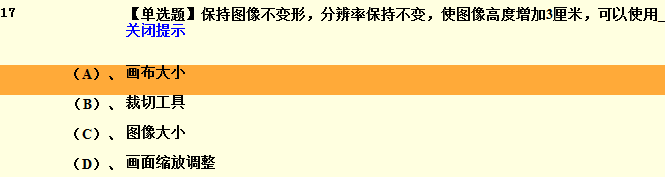 17 【单选题】保持图像不变形，分辨率保持不变，使图像高度增加3厘米，可以使用_
关闭提示
（A）、画布大小
（B）、裁切工具
（C）、图像大小
（D）、画面缩放调整